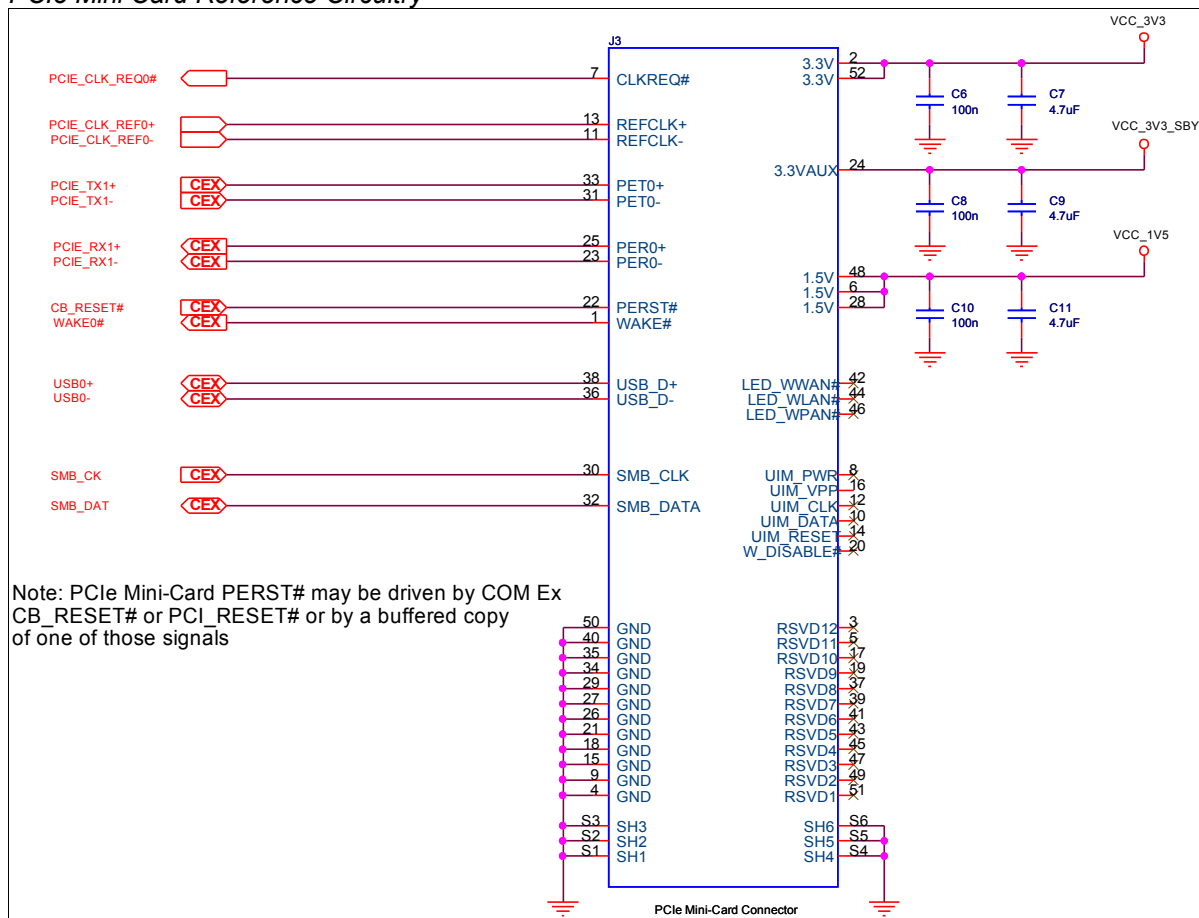 PCIe Mini Card Reference Circuitry
VCC_3V3
J3
PCIE_CLK_REQ0# 7 CLKREQ# 3.3V 2
3.3V 52
C6 100n C7 4.7uF
PCIE_CLK_REF0+ 13 REFCLK+
PCIE_CLK_REF0- 11 REFCLK-
VCC_3V3_SBY
3.3VAUX 24
PCIE_TX1+ CEX 33 PET0+
PCIE_TX1- CEX 31 PET0-
C8 100n C9 4.7uF
VCC_1V5
PCIE_RX1+ CEX 25 PER0+
PCIE_RX1- CEX 23 PER0-
1.5V 48
1.5V 6
1.5V 28
CB_RESET# CEX 22 PERST#
WAKE0# CEX 1 WAKE#
C10 100n C11 4.7uF
USB0+ CEX 38 USB_D+ LED_WWAN# 42
USB0- CEX 36 USB_D- LED_WLAN# 44
LED_WPAN# 46
SMB_CK CEX 30 SMB_CLK UIM_PWR 8
UIM_VPP 16
SMB_DAT CEX 32 SMB_DATA UIM_CLK 12
UIM_DATA 10
UIM_RESET 14
W_DISABLE# 20
Note: PCIe Mini-Card PERST# may be driven by COM Ex
CB_RESET# or PCI_RESET# or by a buffered copy
of one of those signals
50 GND RSVD12 3
40 GND RSVD11 5
35 GND RSVD10 17
34 GND RSVD9 19
29 GND RSVD8 37
27 GND RSVD7 39
26 GND RSVD6 41
21 GND RSVD5 43
18 GND RSVD4 45
15 GND RSVD3 47
9 GND RSVD2 49
4 GND RSVD1 51
S3 SH3 SH6 S6
S2 SH2 SH5 S5
S1 SH1 SH4 S4
PCIe Mini-Card Connector